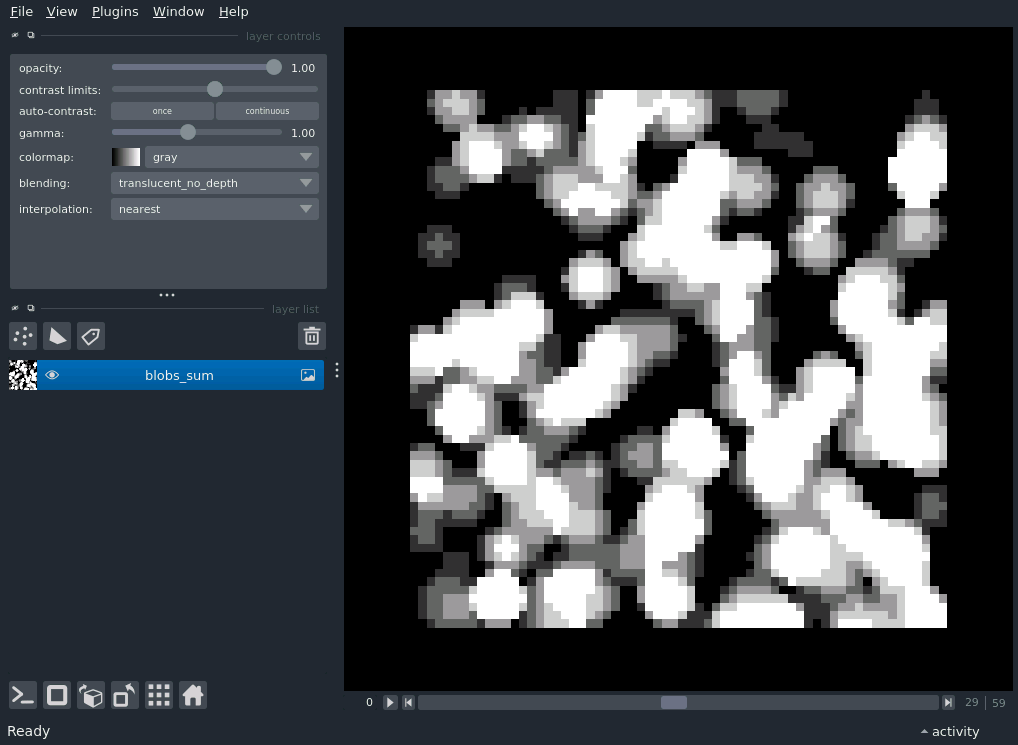 File View Plugins Window Help
layer controls
opacity: 1.00
contrast limits:
auto-contrast: once continuous
gamma: 1.00
colormap: gray
blending: translucent_no_depth
interpolation: nearest
layer list
blobs_sum
0 29 | 59
Ready activity